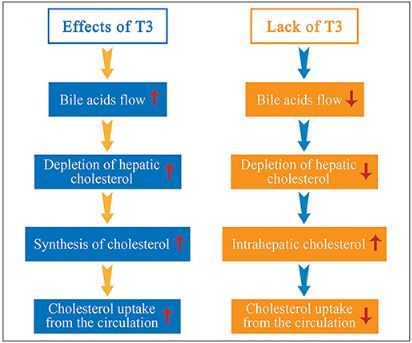 Effects of T3
Bile acids flow ↑
Depletion of hepatic
cholesterol ↑
Synthesis of cholesterol ↑
Cholesterol uptake
from the circulation ↑
Lack of T3
Bile acids flow ↓
Depletion of hepatic
cholesterol ↓
Intrahepatic cholesterol ↑
Cholesterol uptake
from the circulation ↓